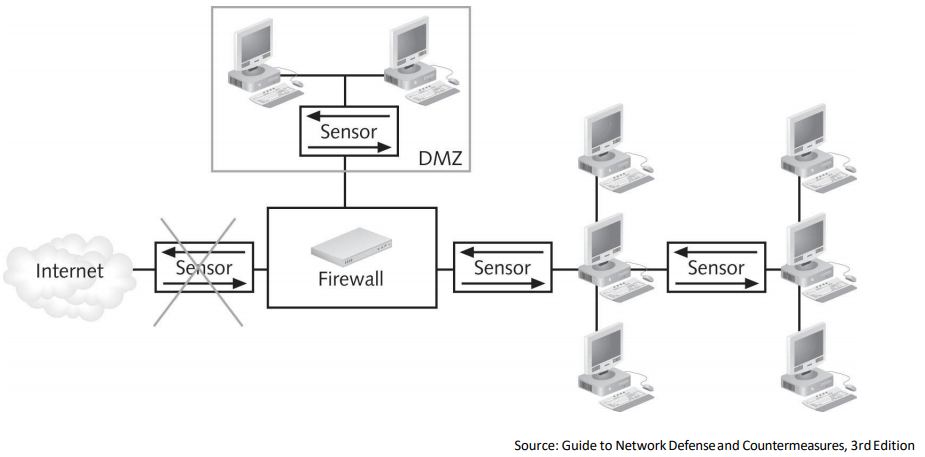 Sensor
DMZ
Internet
Sensor
Firewall
Sensor
Sensor
Source: Guide to Network Defense and Countermeasures, 3rd Edition